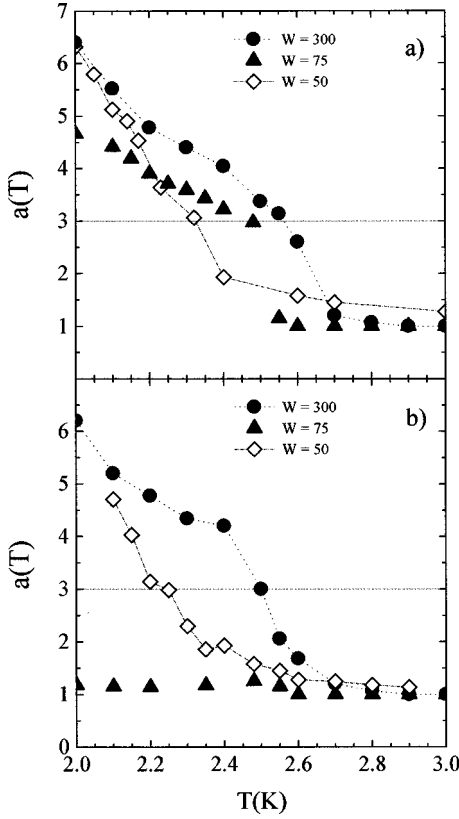 7
6
5
4
3
2
1
a(T)
W = 300
W = 75
W = 50
a)
6
5
4
3
2
1
0
a(T)
W = 300
W = 75
W = 50
b)
2.0 2.2 2.4 2.6 2.8 3.0
T(K)